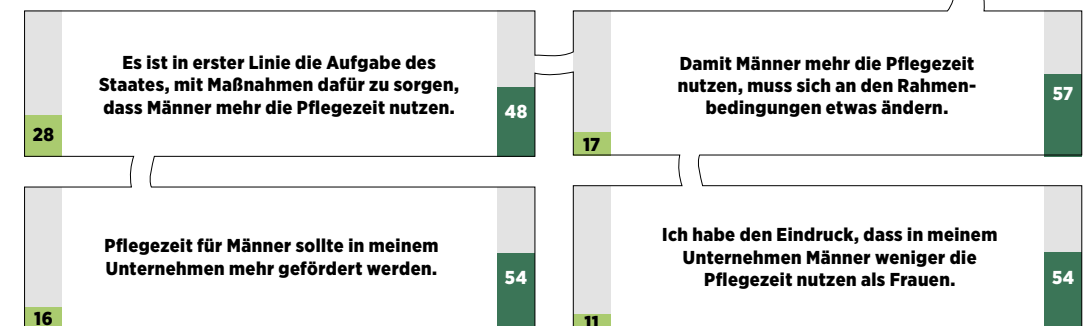 Es ist in erster Linie die Aufgabe des
Staates, mit Maßnahmen dafür zu sorgen,
dass Männer mehr die Pflegezeit nutzen.
28
48
Damit Männer mehr die Pflegezeit
nutzen, muss sich an den Rahmen-
bedingungen etwas ändern.
17
57
Pflegezeit für Männer sollte in meinem
Unternehmen mehr gefördert werden.
16
54
Ich habe den Eindruck, dass in meinem
Unternehmen Männer weniger die
Pflegezeit nutzen als Frauen.
11
54